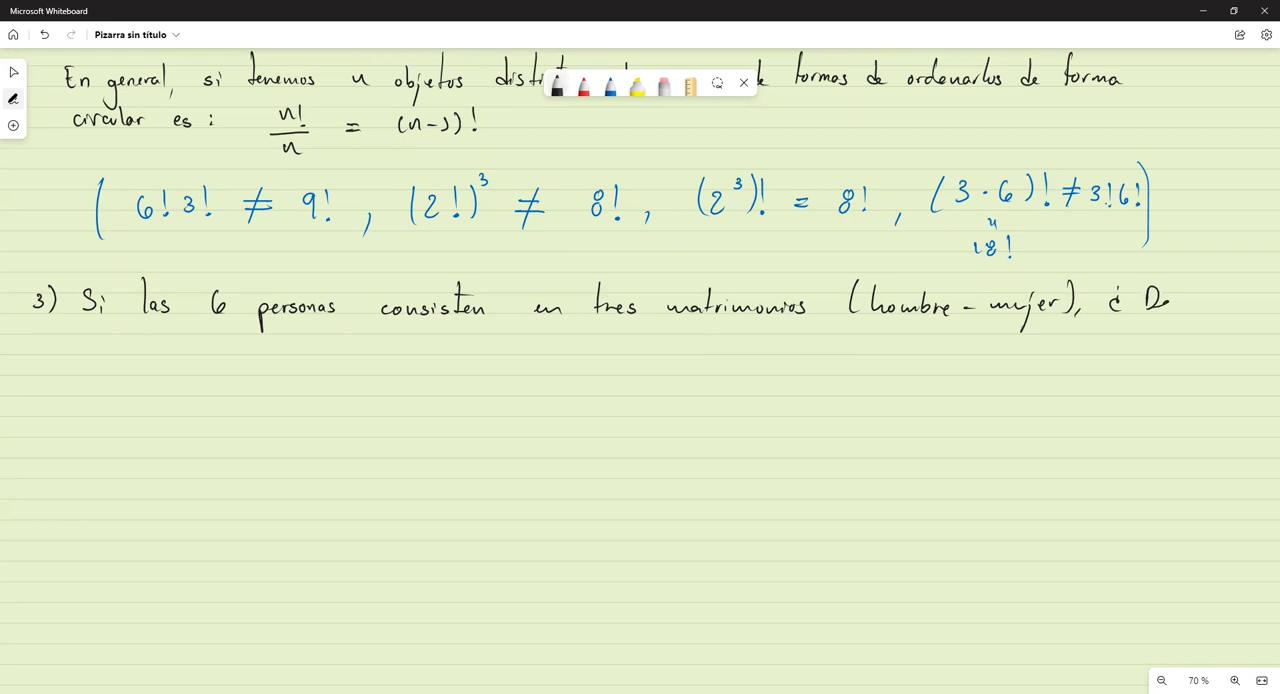 Microsoft Whiteboard
Pizarra sin título
En general, si tenemos n objetos formas de ordenarlos de forma
circular es : n!/n = (n-1)!
( 6! 3! ≠ 9! , (2!)³ ≠ 8! , (2³)! = 8! , (3 · 6)! ≠ 3! 6! )
18!
3) Si las 6 personas consisten en tres matrimonios (hombre - mujer), ¿ De
70 %